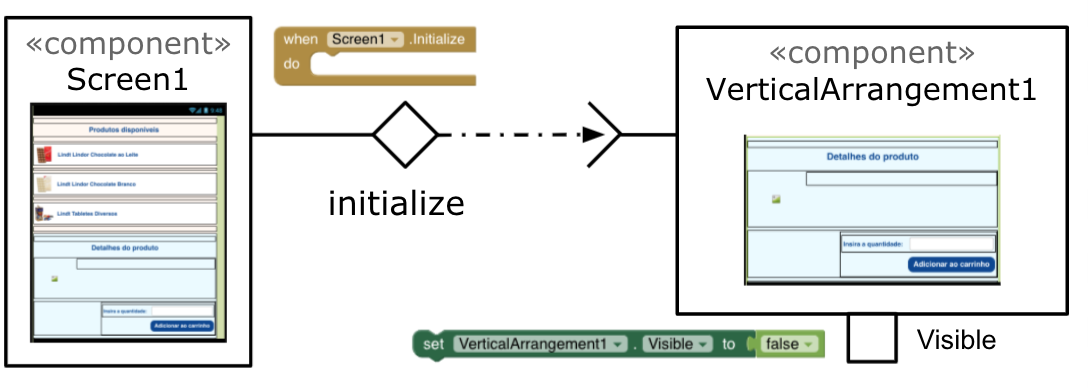 «component»
Screen1
9:48
Produtos disponíveis
Lindt Lindor Chocolate ao Leite
Lindt Lindor Chocolate Branco
Lindt Tabletes Diversos
Detalhes do produto
Insira a quantidade:
Adicionar ao carrinho
when Screen1 .Initialize
do
initialize
«component»
VerticalArrangement1
Detalhes do produto
Insira a quantidade:
Adicionar ao carrinho
set VerticalArrangement1 . Visible to false
Visible